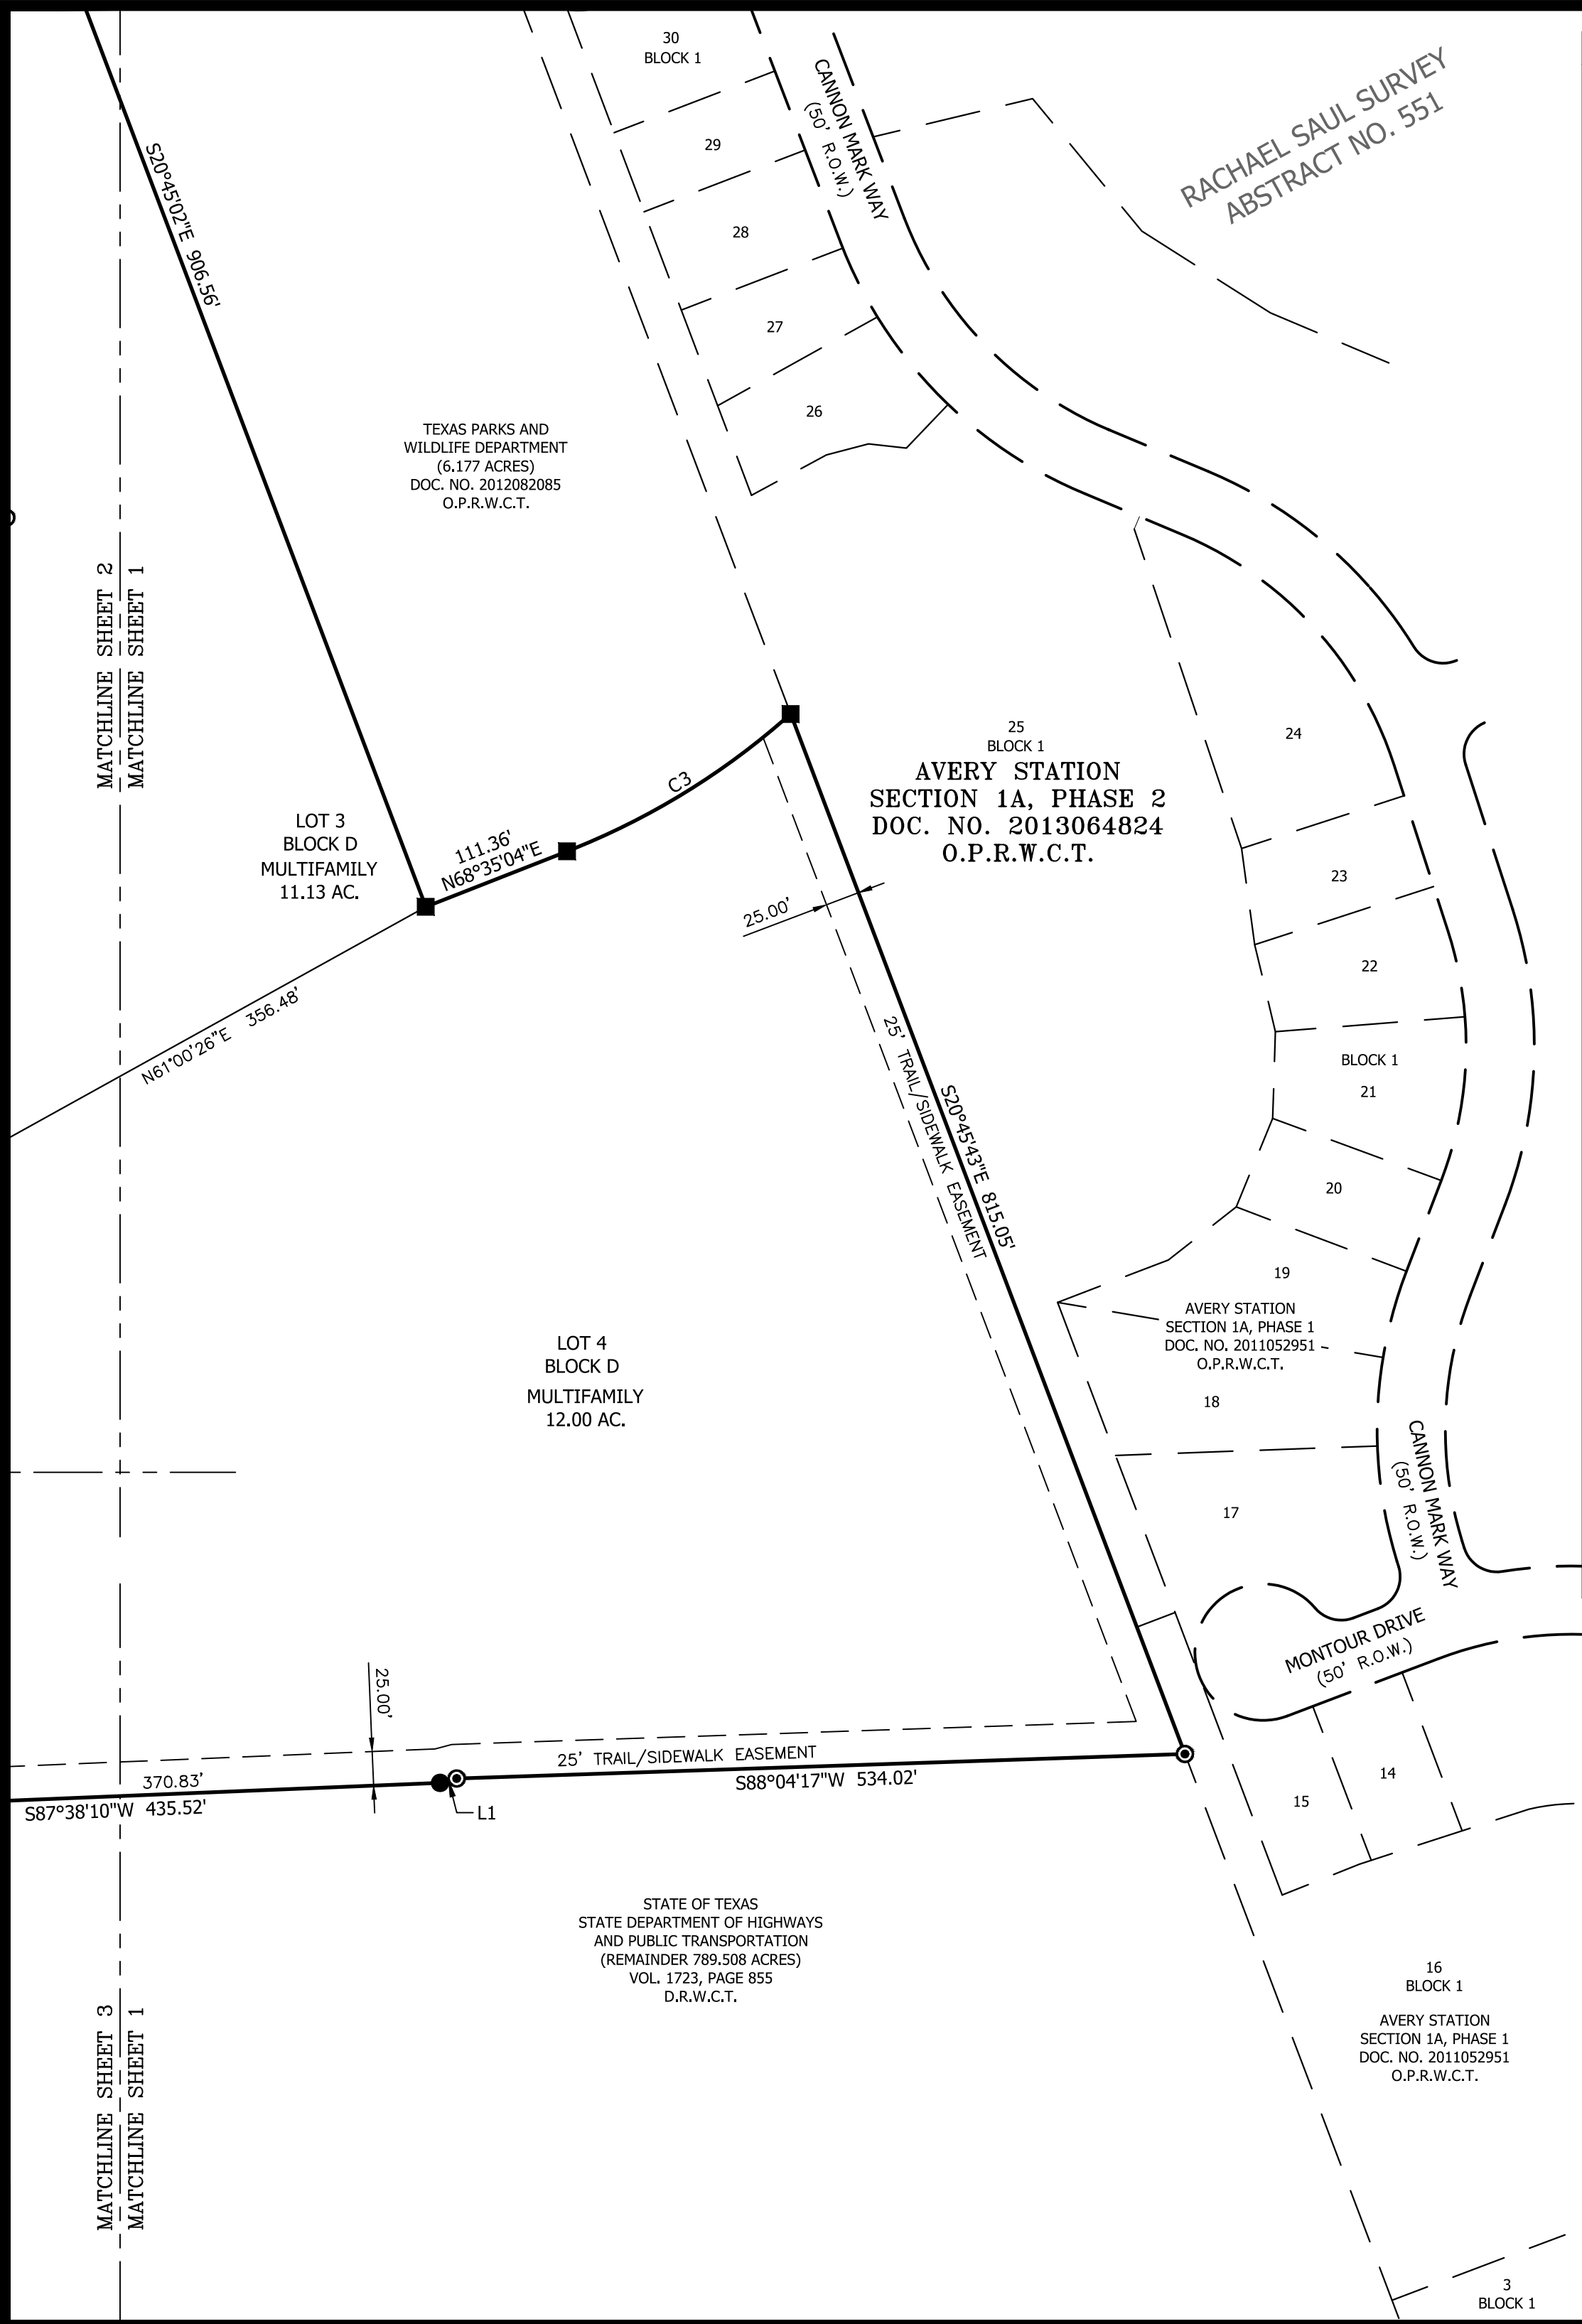 30
BLOCK 1
CANNON MARK WAY
(50' R.O.W.)
RACHAEL SAUL SURVEY
ABSTRACT NO. 551
29
28
27
26
S20°45'02"E 906.56'
TEXAS PARKS AND
WILDLIFE DEPARTMENT
(6.177 ACRES)
DOC. NO. 2012082085
O.P.R.W.C.T.
MATCHLINE SHEET 2
MATCHLINE SHEET 1
25
BLOCK 1
AVERY STATION
SECTION 1A, PHASE 2
DOC. NO. 2013064824
O.P.R.W.C.T.
24
C3
LOT 3
BLOCK D
MULTIFAMILY
11.13 AC.
111.36'
N68°35'04"E
25.00'
23
22
N61°00'26"E 356.48'
25' TRAIL/SIDEWALK EASEMENT
S20°45'43"E 815.05'
BLOCK 1
21
20
19
AVERY STATION
SECTION 1A, PHASE 1
DOC. NO. 2011052951
O.P.R.W.C.T.
LOT 4
BLOCK D
MULTIFAMILY
12.00 AC.
18
CANNON MARK WAY
(50' R.O.W.)
17
MONTOUR DRIVE
(50' R.O.W.)
25.00'
25' TRAIL/SIDEWALK EASEMENT
370.83'
S88°04'17"W 534.02'
S87°38'10"W 435.52'
L1
14
15
STATE OF TEXAS
STATE DEPARTMENT OF HIGHWAYS
AND PUBLIC TRANSPORTATION
(REMAINDER 789.508 ACRES)
VOL. 1723, PAGE 855
D.R.W.C.T.
16
BLOCK 1
AVERY STATION
SECTION 1A, PHASE 1
DOC. NO. 2011052951
O.P.R.W.C.T.
MATCHLINE SHEET 3
MATCHLINE SHEET 1
3
BLOCK 1